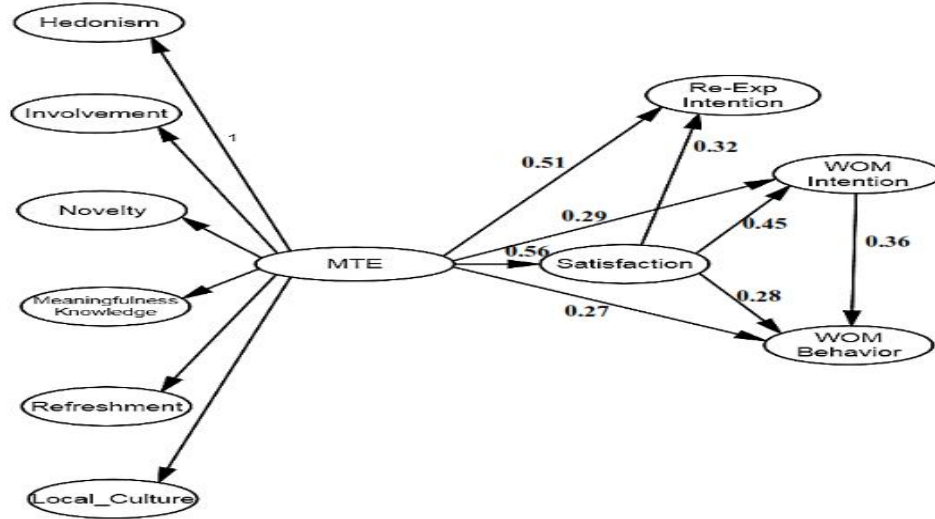 Hedonism
Involvement
Novelty
Meaningfulness
Knowledge
Refreshment
Local_Culture
1
MTE
0.51
0.29
0.56
0.27
Satisfaction
0.32
0.45
0.28
Re-Exp
Intention
WOM
Intention
0.36
WOM
Behavior